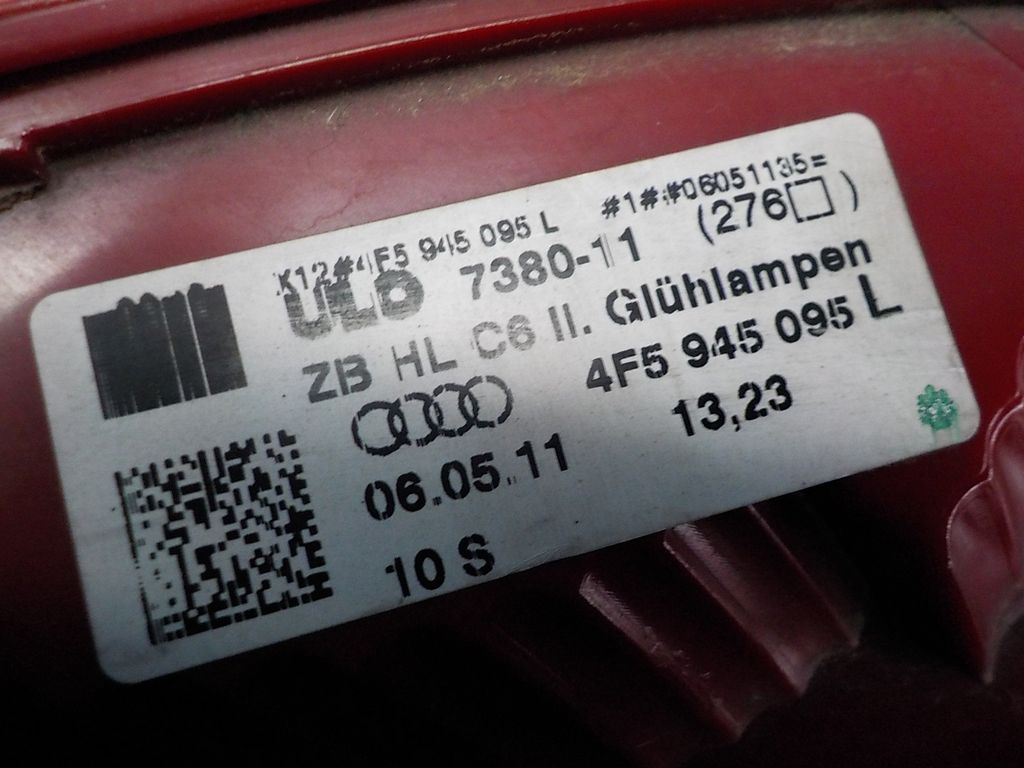 K12#4F5 945 095 L #1##06051135=
ULO 7380-11 (276□)
ZB HL C6 II. Glühlampen
4F5 945 095 L
06.05.11 13,23
10 S